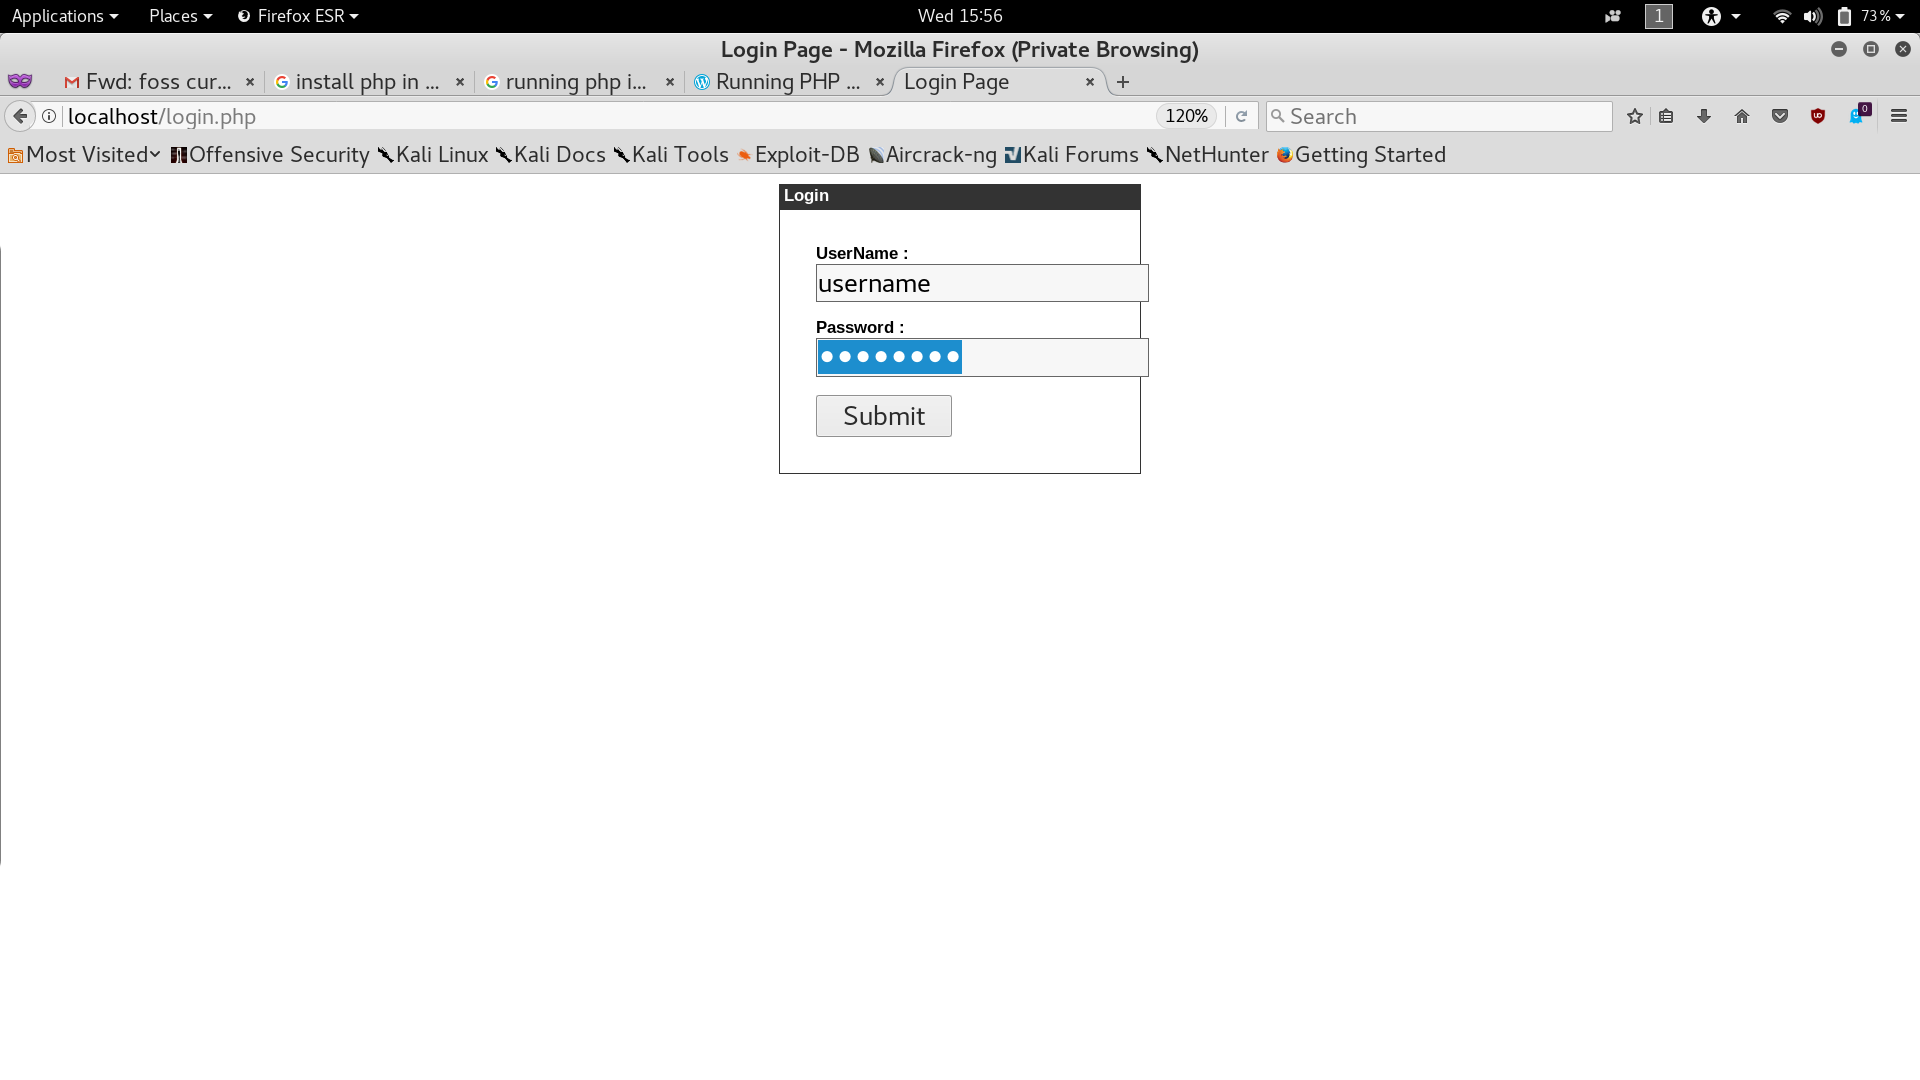 Applications Places Firefox ESR Wed 15:56 1 73%
Login Page - Mozilla Firefox (Private Browsing)
Fwd: foss cur... install php in ... running php i... Running PHP ... Login Page
localhost/login.php 120% Search 0
Most Visited Offensive Security Kali Linux Kali Docs Kali Tools Exploit-DB Aircrack-ng Kali Forums NetHunter Getting Started
Login
UserName :
username
Password :
Submit